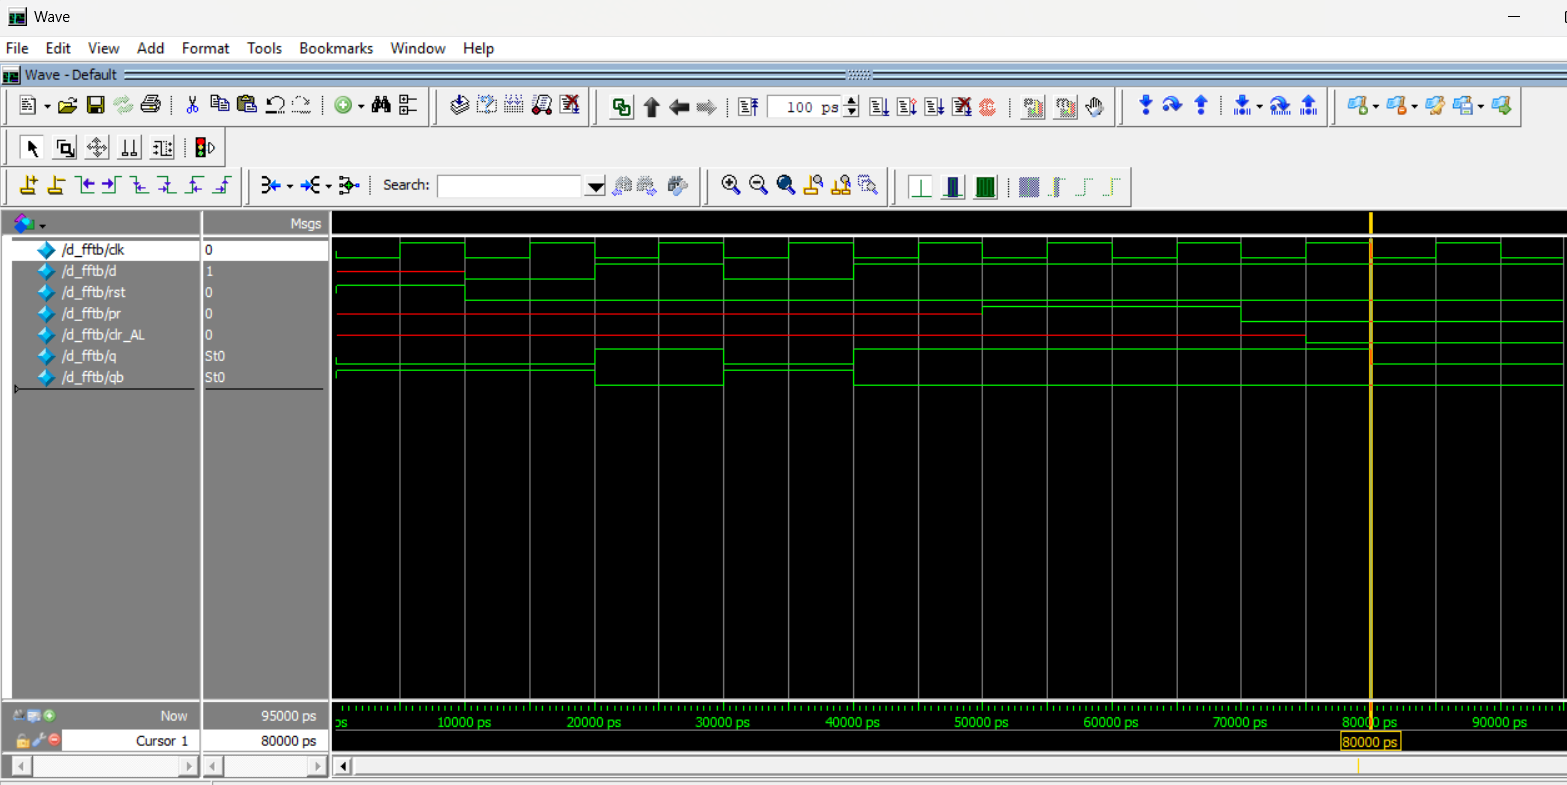 Wave
File Edit View Add Format Tools Bookmarks Window Help
Wave - Default
100 ps
Search:
Msgs
/d_fftb/clk 0
/d_fftb/d 1
/d_fftb/rst 0
/d_fftb/pr 0
/d_fftb/clr_AL 0
/d_fftb/q St0
/d_fftb/qb St0
Now 95000 ps
ps 10000 ps 20000 ps 30000 ps 40000 ps 50000 ps 60000 ps 70000 ps 80000 ps 90000 ps
Cursor 1 80000 ps
80000 ps